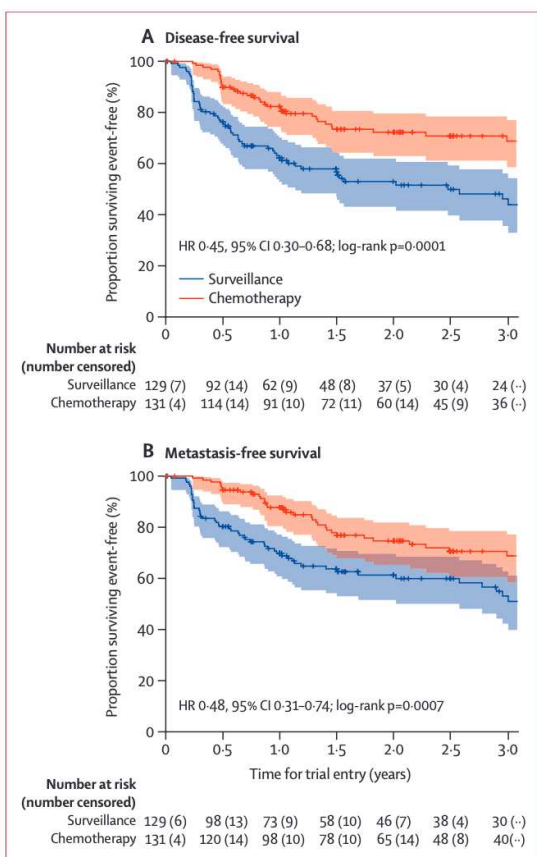 A Disease-free survival
100
80
60
40
20
0
Proportion surviving event-free (%)
HR 0·45, 95% CI 0·30–0·68; log-rank p=0·0001
Surveillance
Chemotherapy
0 0·5 1·0 1·5 2·0 2·5 3·0
Number at risk
(number censored)
Surveillance 129 (7) 92 (14) 62 (9) 48 (8) 37 (5) 30 (4) 24 (··)
Chemotherapy 131 (4) 114 (14) 91 (10) 72 (11) 60 (14) 45 (9) 36 (··)
B Metastasis-free survival
100
80
60
40
20
0
Proportion surviving event-free (%)
HR 0·48, 95% CI 0·31–0·74; log-rank p=0·0007
0 0·5 1·0 1·5 2·0 2·5 3·0
Time for trial entry (years)
Number at risk
(number censored)
Surveillance 129 (6) 98 (13) 73 (9) 58 (10) 46 (7) 38 (4) 30 (··)
Chemotherapy 131 (4) 120 (14) 98 (10) 78 (10) 65 (14) 48 (8) 40(··)